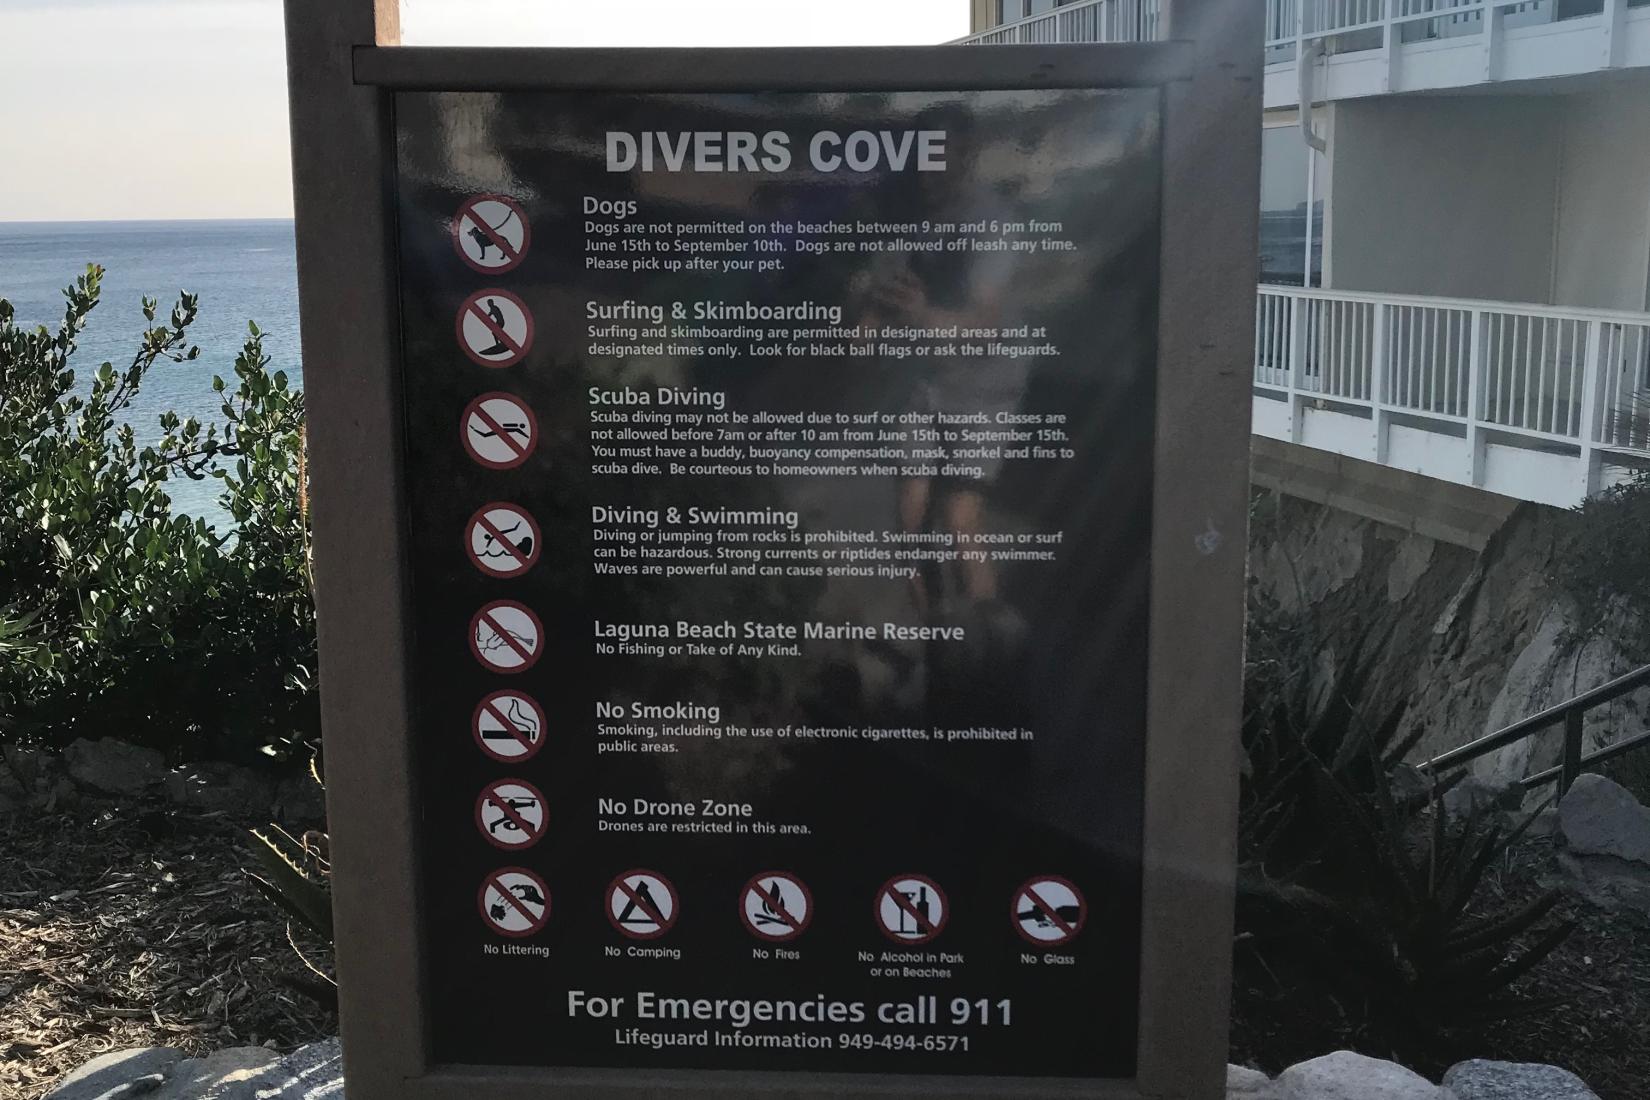 DIVERS COVE
Dogs
Dogs are not permitted on the beaches between 9 am and 6 pm from
June 15th to September 10th. Dogs are not allowed off leash any time.
Please pick up after your pet.
Surfing & Skimboarding
Surfing and skimboarding are permitted in designated areas and at
designated times only. Look for black ball flags or ask the lifeguards.
Scuba Diving
Scuba diving may not be allowed due to surf or other hazards. Classes are
not allowed before 7am or after 10 am from June 15th to September 15th.
You must have a buddy, buoyancy compensation, mask, snorkel and fins to
scuba dive. Be courteous to homeowners when scuba diving.
Diving & Swimming
Diving or jumping from rocks is prohibited. Swimming in ocean or surf
can be hazardous. Strong currents or riptides endanger any swimmer.
Waves are powerful and can cause serious injury.
Laguna Beach State Marine Reserve
No Fishing or Take of Any Kind.
No Smoking
Smoking, including the use of electronic cigarettes, is prohibited in
public areas.
No Drone Zone
Drones are restricted in this area.
No Littering
No Camping
No Fires
No Alcohol in Park
or on Beaches
No Glass
For Emergencies call 911
Lifeguard Information 949-494-6571